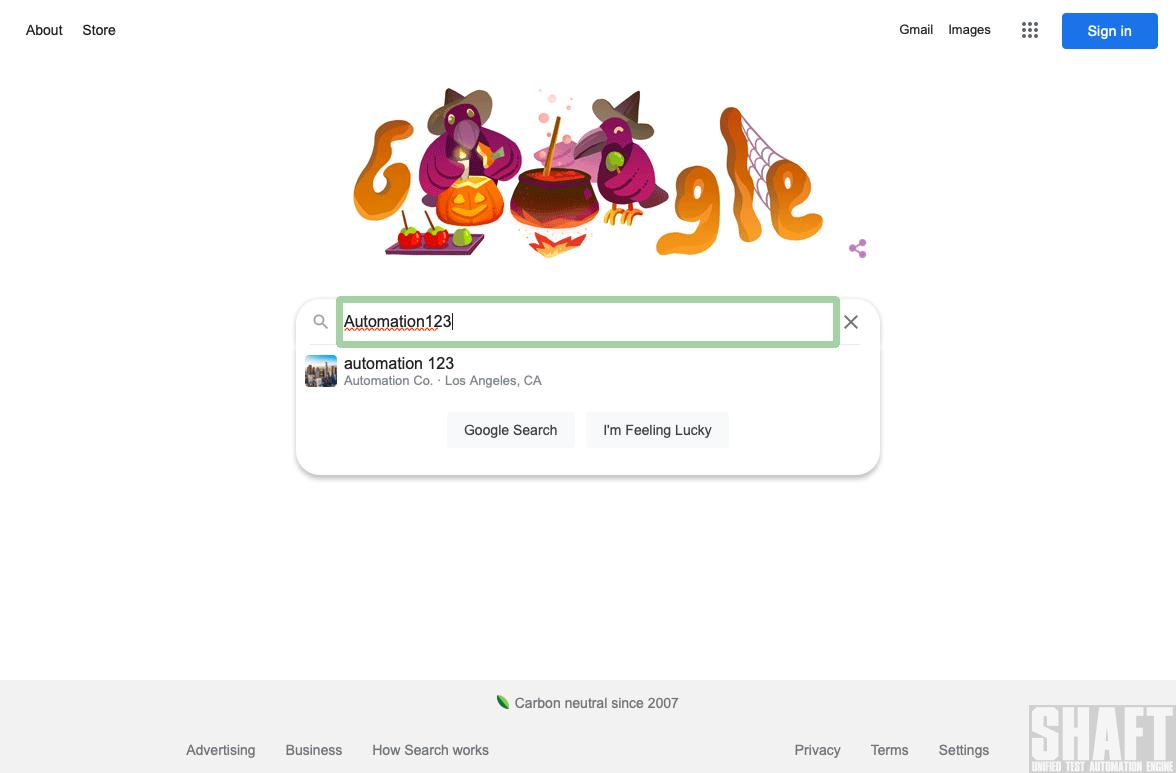 About Store Gmail Images Sign in
Google
Automation123
automation 123
Automation Co. · Los Angeles, CA
Google Search I'm Feeling Lucky
Carbon neutral since 2007
Advertising Business How Search works Privacy Terms Settings
SHAFT
UNIFIED TEST AUTOMATION ENGINE